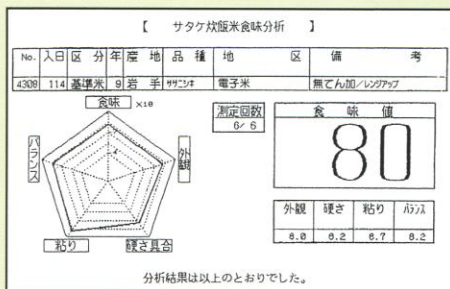 【 サタケ炊飯米食味分析 】
No. 入日 区分 年 産地 品種 地区 備考
4308 114 基準米 9 岩手 ササニシキ 電子米 無てん加/レンジアップ
食味 ×10
外観
硬さ具合
粘り
バランス
測定回数
6/6
食味値
80
外観 硬さ 粘り バランス
8.0 6.2 8.7 8.2
分析結果は以上のとおりでした。